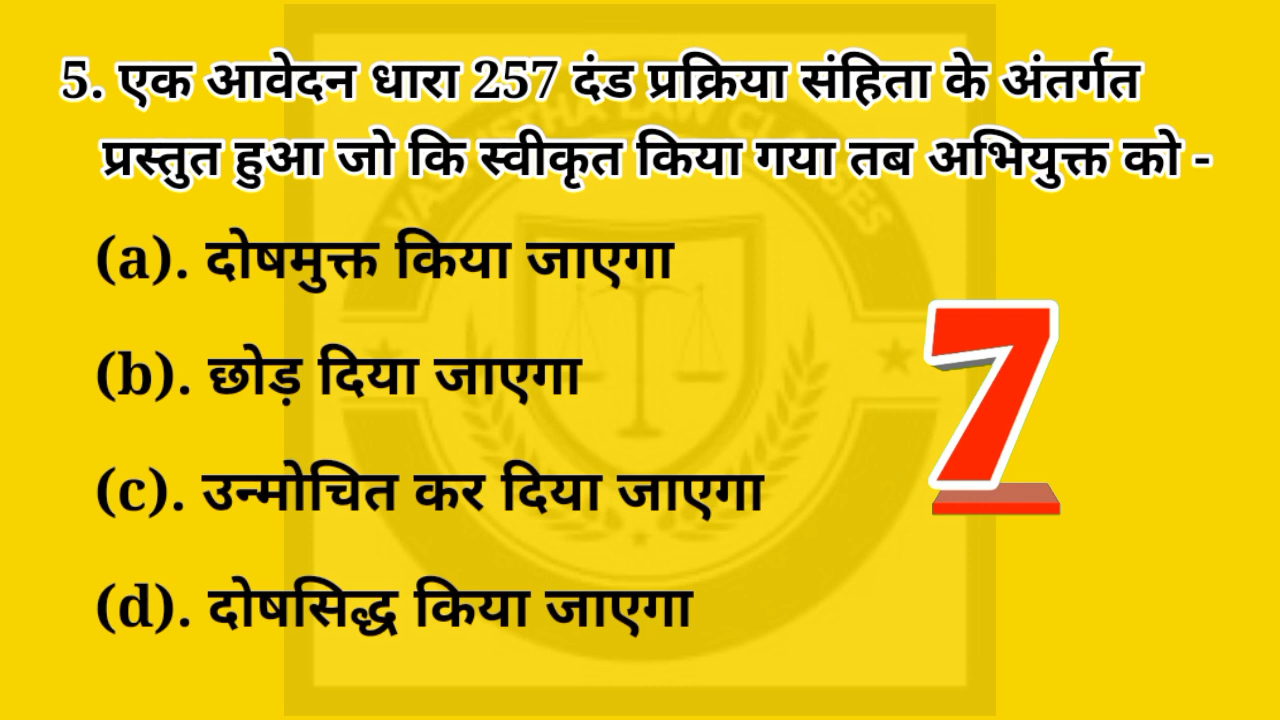 5. एक आवेदन धारा 257 दंड प्रक्रिया संहिता के अंतर्गत
प्रस्तुत हुआ जो कि स्वीकृत किया गया तब अभियुक्त को -
(a). दोषमुक्त किया जाएगा
(b). छोड़ दिया जाएगा
(c). उन्मोचित कर दिया जाएगा
(d). दोषसिद्ध किया जाएगा
7